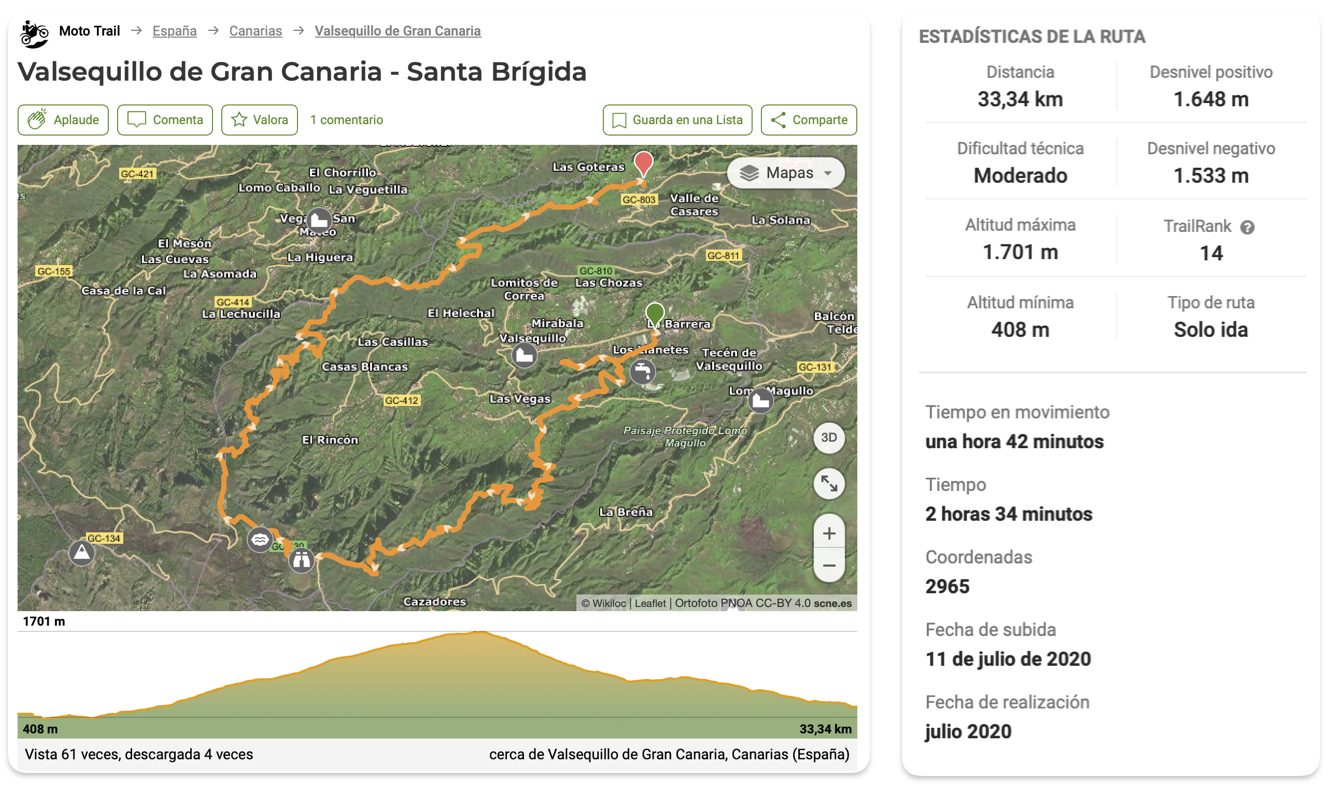 Moto Trail → España → Canarias → Valsequillo de Gran Canaria
Valsequillo de Gran Canaria - Santa Brígida
Aplaude
Comenta
Valora
1 comentario
Guarda en una Lista
Comparte
Mapas
GC-421
El Chorrillo
Lomo Caballo
La Veguetilla
Las Goteras
GC-803
Valle de
Casares
La Solana
El Mesón
Las Cuevas
La Higuera
La Asomada
GC-155
GC-811
GC-810
Casa de la Cal
GC-414
La Lechucilla
Lomitos de
Correa
Las Chozas
El Helechal
Mirabala
Valsequillo
La Barrera
Balcón
Telde
Las Casillas
Casas Blancas
Los Llanetes
Tecén de
Valsequillo
GC-131
GC-412
Las Vegas
El Rincón
Paisaje Protegido Lomo
Magullo
3D
La Breña
GC-134
Cazadores
+
−
© Wikiloc | Leaflet | Ortofoto PNOA CC-BY 4.0 scne.es
1701 m
408 m
33,34 km
Vista 61 veces, descargada 4 veces
cerca de Valsequillo de Gran Canaria, Canarias (España)
ESTADÍSTICAS DE LA RUTA
Distancia
33,34 km
Desnivel positivo
1.648 m
Dificultad técnica
Moderado
Desnivel negativo
1.533 m
Altitud máxima
1.701 m
TrailRank ?
14
Altitud mínima
408 m
Tipo de ruta
Solo ida
Tiempo en movimiento
una hora 42 minutos
Tiempo
2 horas 34 minutos
Coordenadas
2965
Fecha de subida
11 de julio de 2020
Fecha de realización
julio 2020